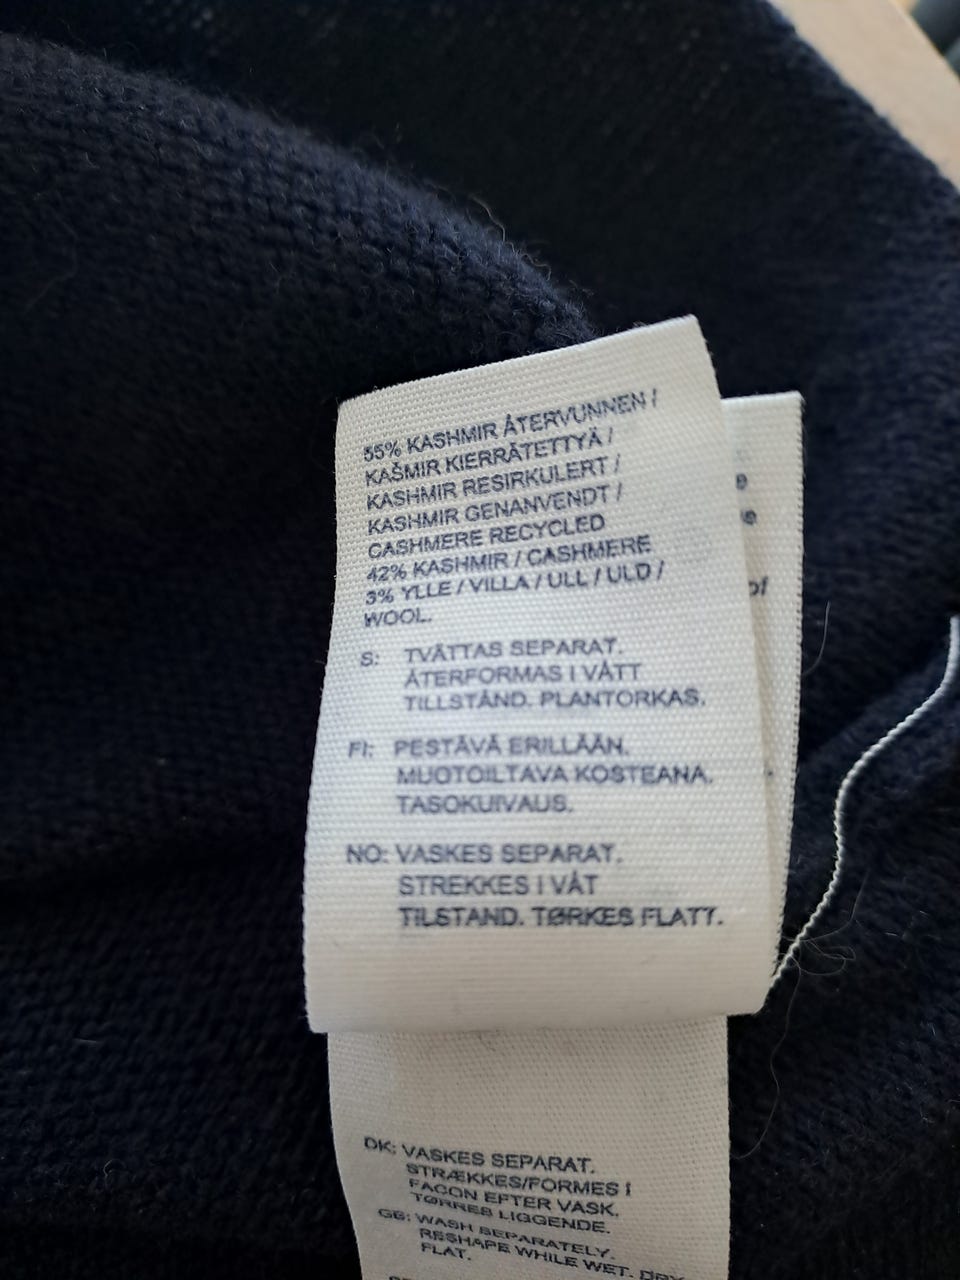 55% KASHMIR ÅTERVUNNEN /
KAŠMIR KIERRÄTETTYÄ /
KASHMIR RESIRKULERT /
KASHMIR GENANVENDT /
CASHMERE RECYCLED
42% KASHMIR / CASHMERE
3% YLLE / VILLA / ULL / ULD /
WOOL.
S: TVÄTTAS SEPARAT.
ÅTERFORMAS I VÅTT
TILLSTÅND. PLANTORKAS.
FI: PESTÄVÄ ERILLÄÄN.
MUOTOILTAVA KOSTEANA.
TASOKUIVAUS.
NO: VASKES SEPARAT.
STREKKES I VÅT
TILSTAND. TØRKES FLATT.
of
DK: VASKES SEPARAT.
STRÆKKES/FORMES I
FACON EFTER VASK.
TØRRES LIGGENDE.
GB: WASH SEPARATELY.
RESHAPE WHILE WET. DRY
FLAT.